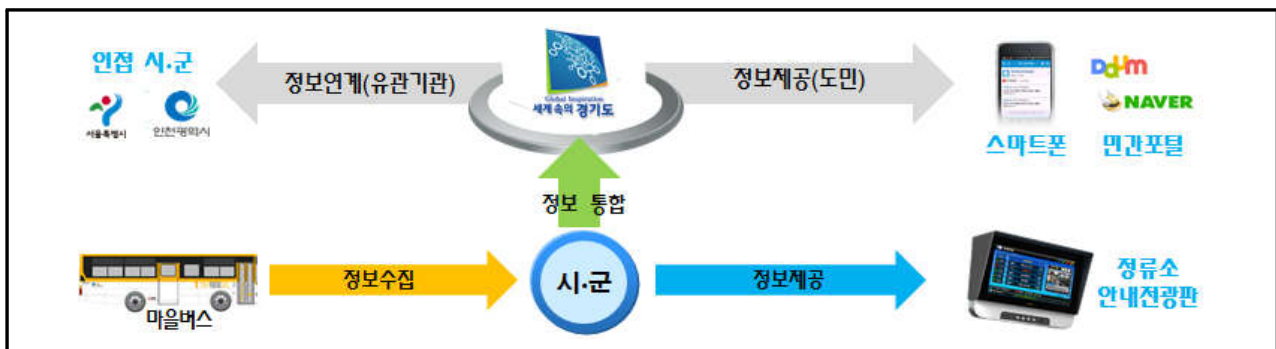 인접 시·군
서울특별시
인천광역시
정보연계(유관기관)
Global Inspiration
세계속의 경기도
정보제공(도민)
스마트폰
Daum
NAVER
민간포털
정보 통합
마을버스
정보수집
시·군
정보제공
정류소
안내전광판